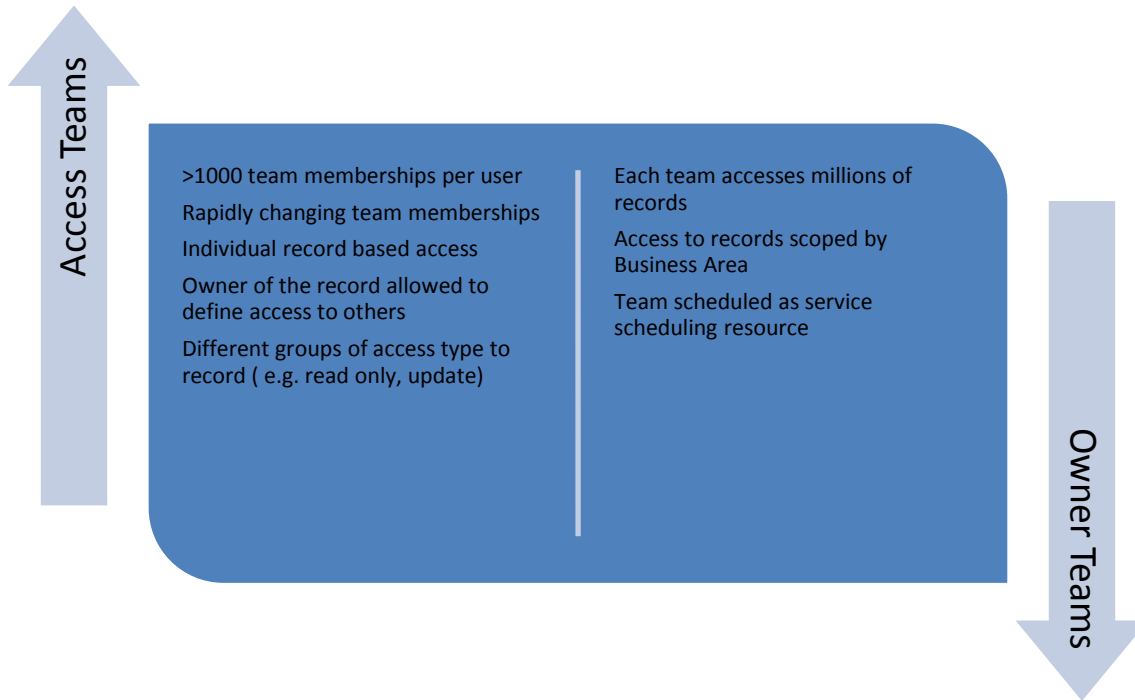 Access Teams
>1000 team memberships per user
Rapidly changing team memberships
Individual record based access
Owner of the record allowed to
define access to others
Different groups of access type to
record ( e.g. read only, update)
Each team accesses millions of
records
Access to records scoped by
Business Area
Team scheduled as service
scheduling resource
Owner Teams